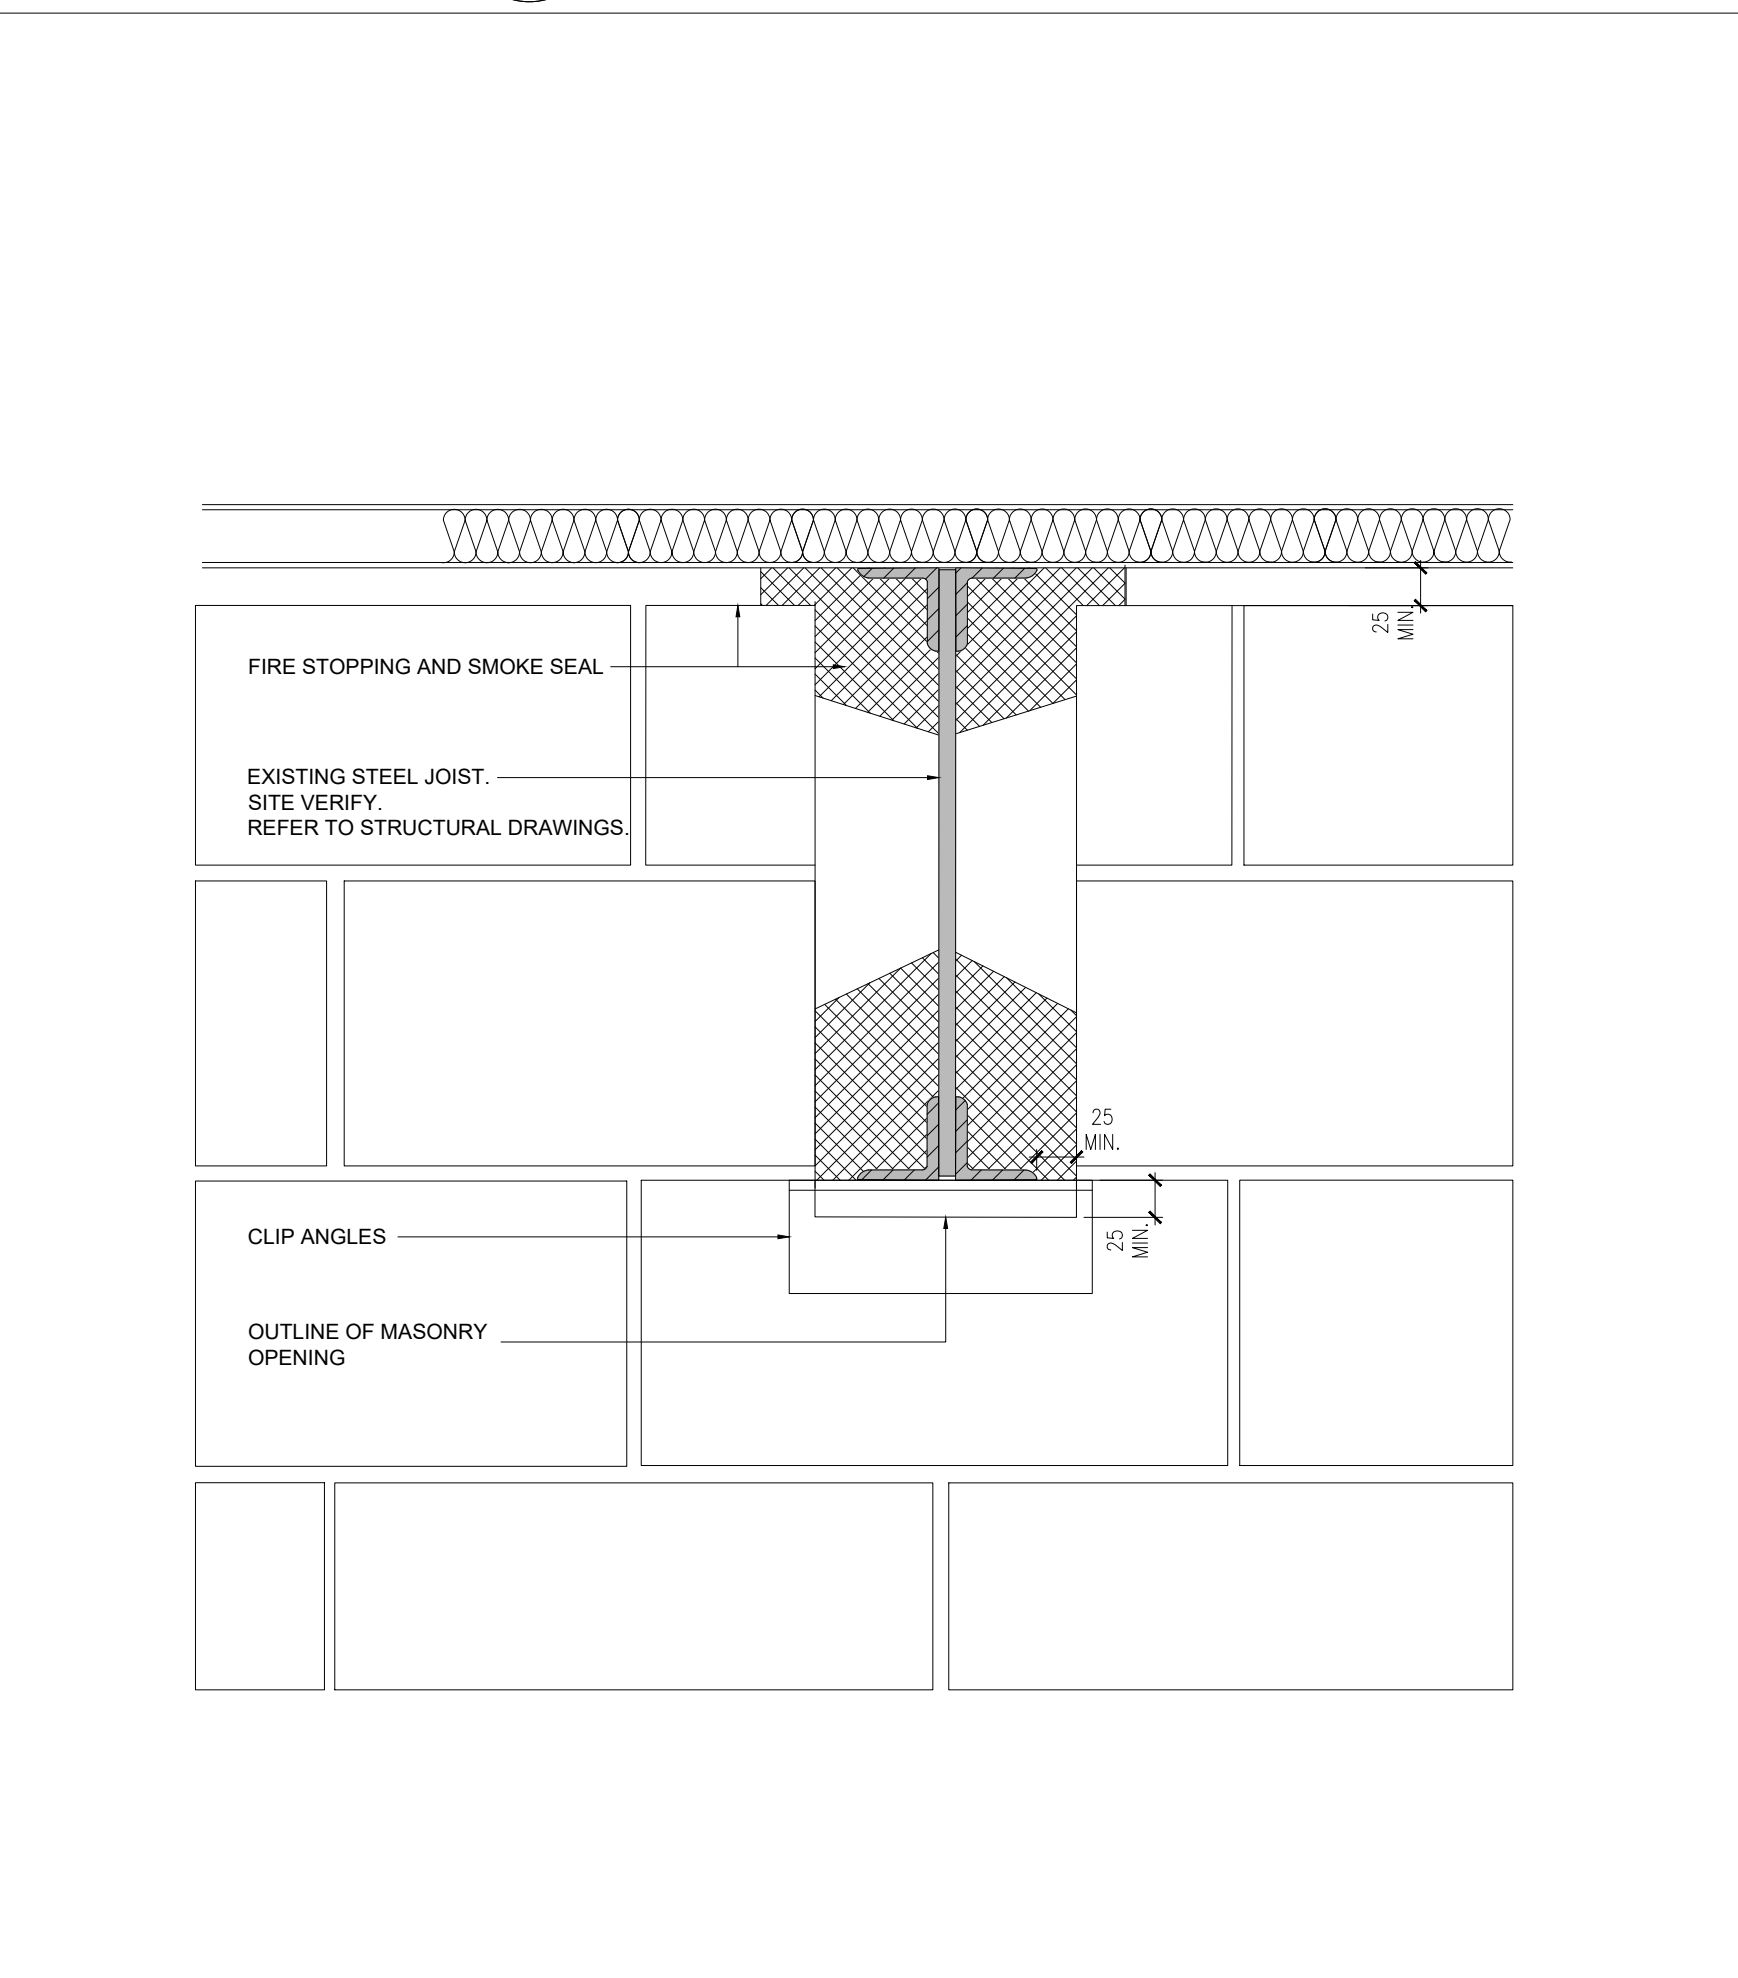 25
MIN.
FIRE STOPPING AND SMOKE SEAL
EXISTING STEEL JOIST.
SITE VERIFY.
REFER TO STRUCTURAL DRAWINGS.
25
MIN.
25
MIN.
CLIP ANGLES
OUTLINE OF MASONRY
OPENING